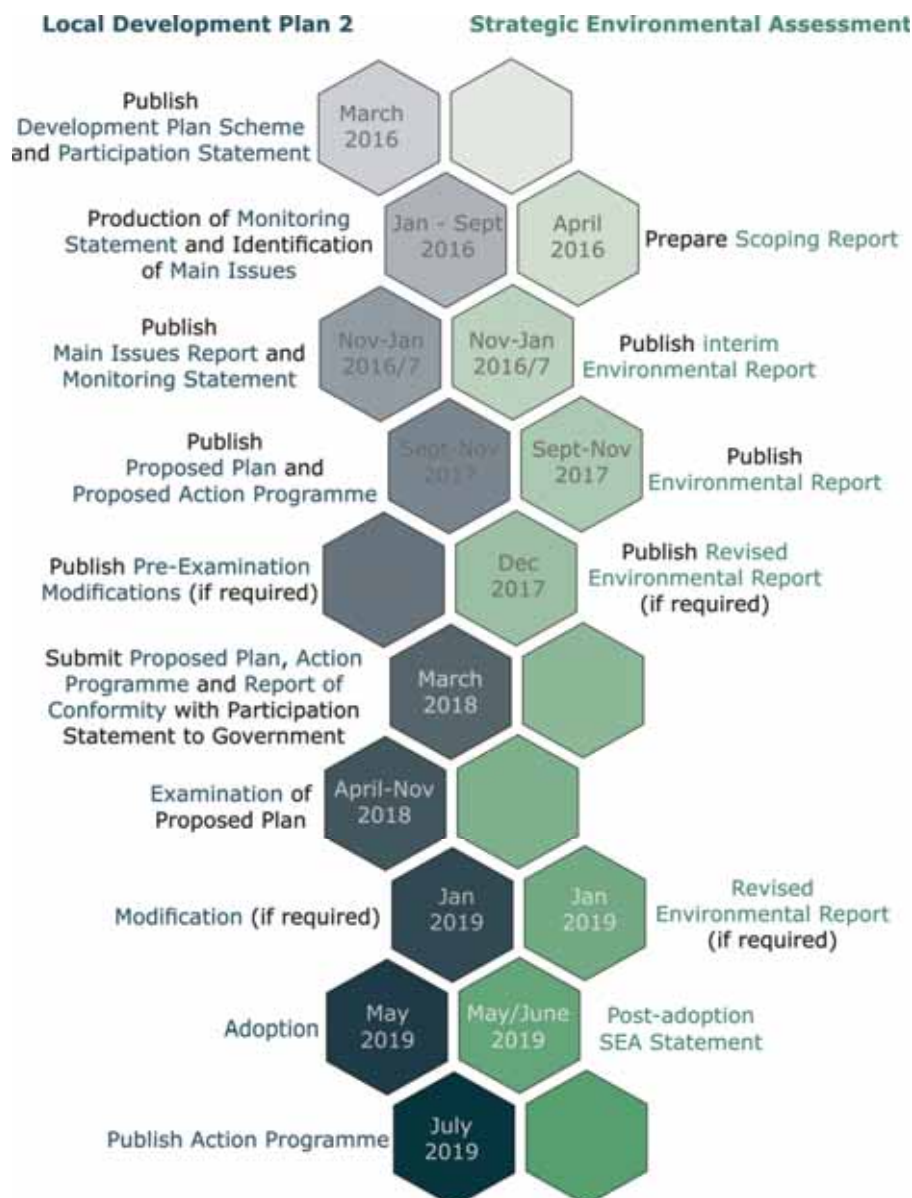 Local Development Plan 2
Strategic Environmental Assessment
Publish
Development Plan Scheme
and Participation Statement
March
2016
Production of Monitoring
Statement and Identification
of Main Issues
Jan - Sept
2016
April
2016
Prepare Scoping Report
Publish
Main Issues Report and
Monitoring Statement
Nov-Jan
2016/7
Nov-Jan
2016/7
Publish interim
Environmental Report
Publish
Proposed Plan and
Proposed Action Programme
Sept-Nov
2017
Sept-Nov
2017
Publish
Environmental Report
Publish Pre-Examination
Modifications (if required)
Dec
2017
Publish Revised
Environmental Report
(if required)
Submit Proposed Plan, Action
Programme and Report of
Conformity with Participation
Statement to Government
March
2018
Examination of
Proposed Plan
April-Nov
2018
Modification (if required)
Jan
2019
Jan
2019
Revised
Environmental Report
(if required)
Adoption
May
2019
May/June
2019
Post-adoption
SEA Statement
Publish Action Programme
July
2019